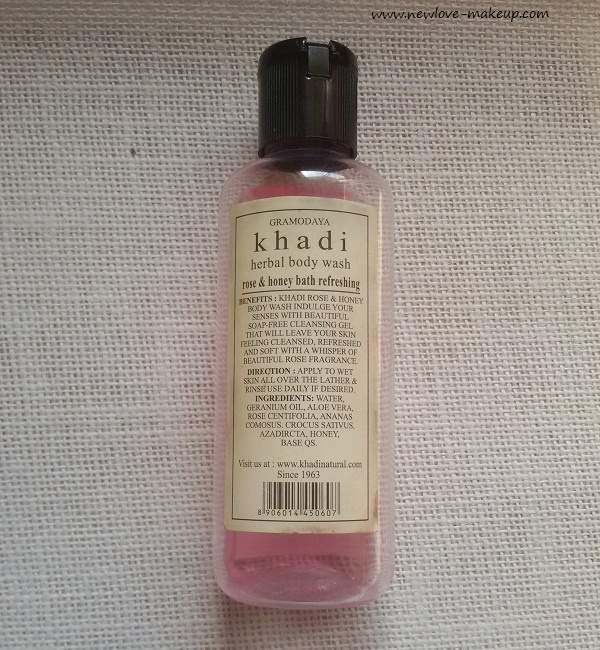 www.newlove-makeup.com
GRAMODAYA
khadi
herbal body wash
rose & honey bath refreshing
BENEFITS : KHADI ROSE & HONEY
BODY WASH INDULGE YOUR
SENSES WITH BEAUTIFUL
SOAP-FREE CLEANSING GEL
THAT WILL LEAVE YOUR SKIN
FEELING CLEANSED, REFRESHED
AND SOFT WITH A WHISPER OF
BEAUTIFUL ROSE FRAGRANCE.
DIRECTION : APPLY TO WET
SKIN ALL OVER THE LATHER &
RINSE USE DAILY IF DESIRED.
INGREDIENTS: WATER,
GERANIUM OIL, ALOE VERA,
ROSE CENTIFOLIA, ANANAS
COMOSUS. CROCUS SATIVUS,
AZADIRCTA, HONEY,
BASE QS.
Visit us at : www.khadinatural.com
Since 1963
8 906014 450607